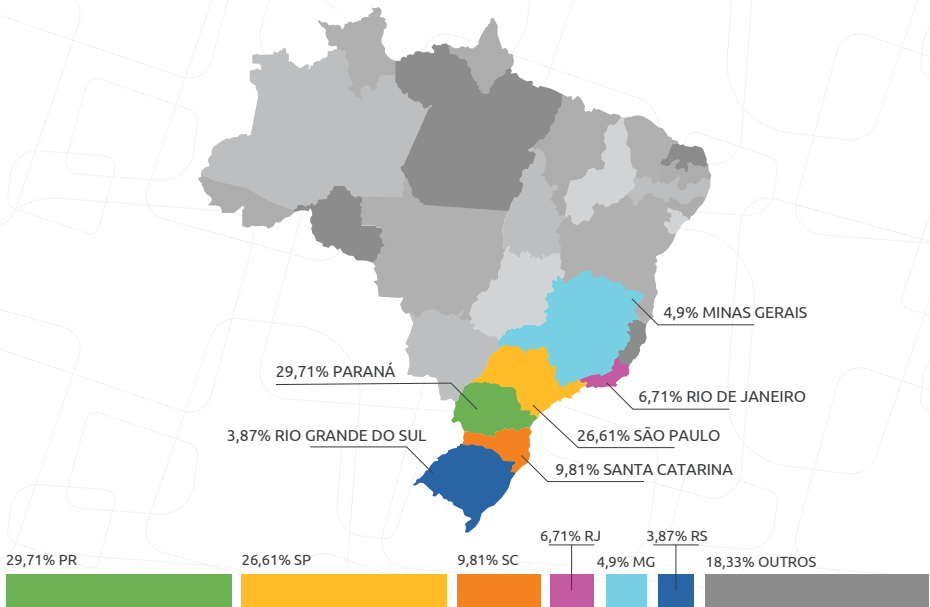 4,9% MINAS GERAIS
29,71% PARANÁ
6,71% RIO DE JANEIRO
3,87% RIO GRANDE DO SUL
26,61% SÃO PAULO
9,81% SANTA CATARINA
29,71% PR
26,61% SP
9,81% SC
6,71% RJ
4,9% MG
3,87% RS
18,33% OUTROS